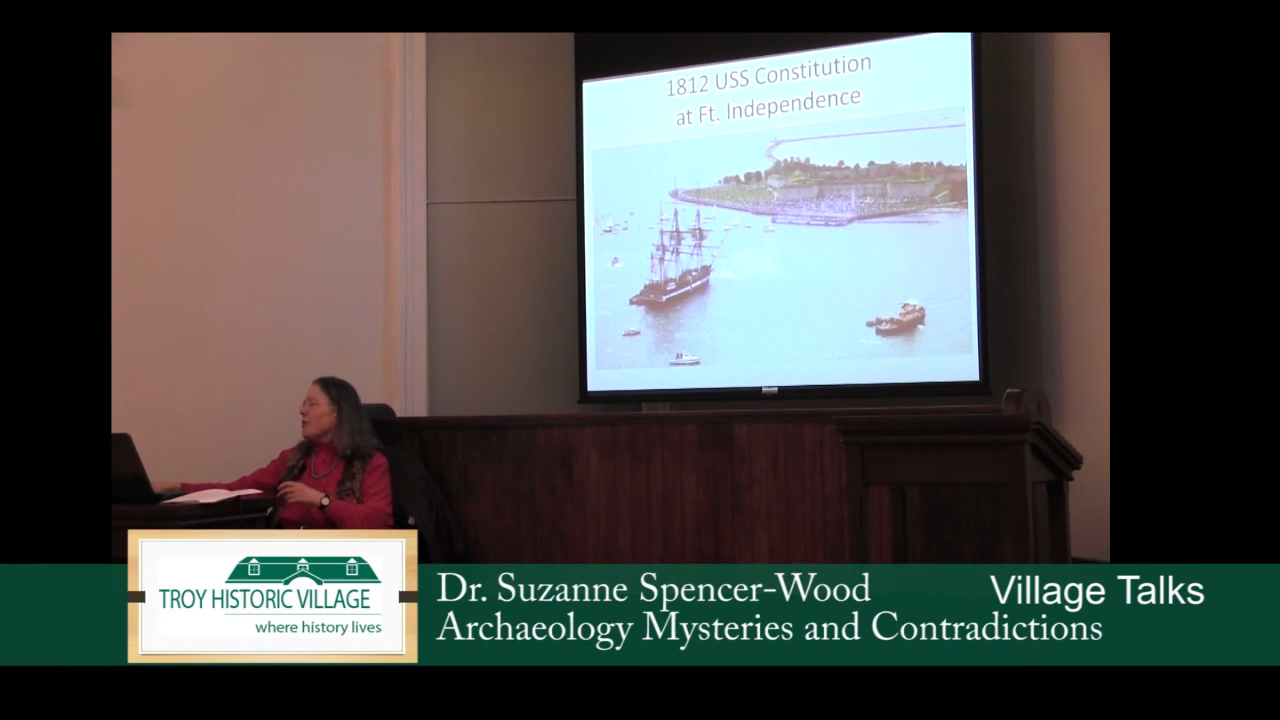 1812 USS Constitution
at Ft. Independence
TROY HISTORIC VILLAGE
where history lives
Dr. Suzanne Spencer-Wood
Village Talks
Archaeology Mysteries and Contradictions